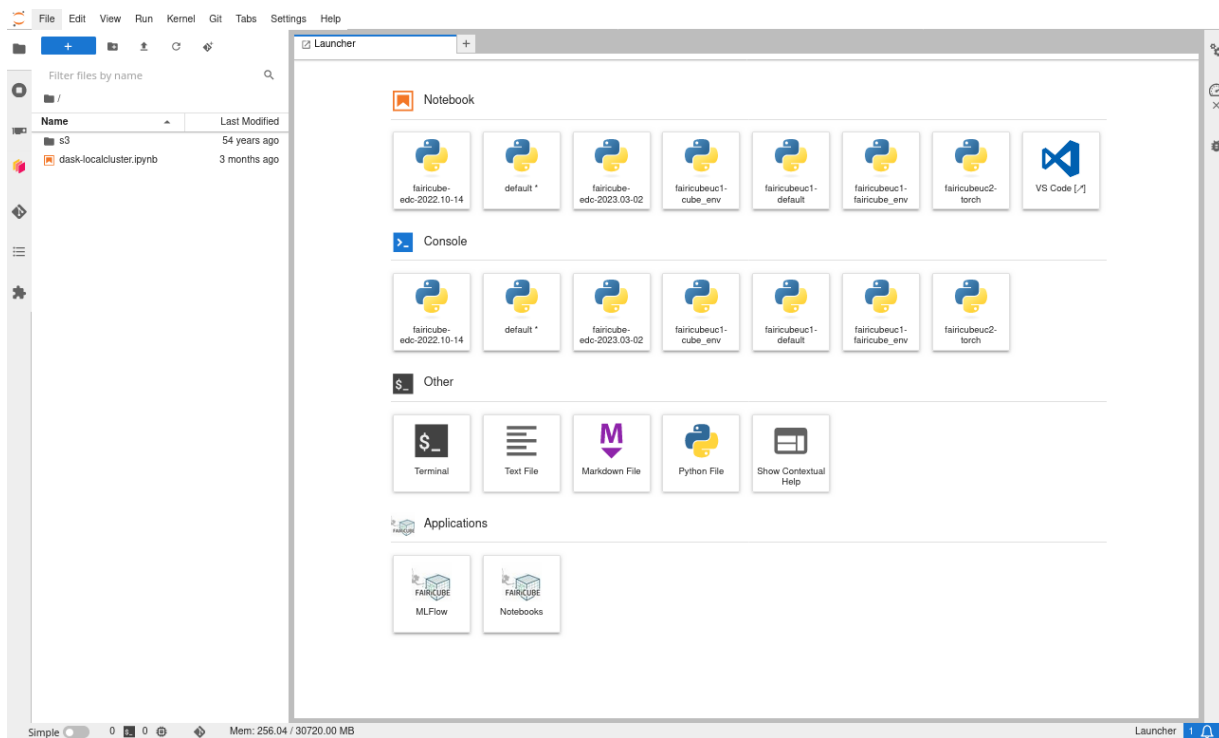 File Edit View Run Kernel Git Tabs Settings Help
+
Launcher +
Filter files by name
/
Name Last Modified
s3 54 years ago
dask-localcluster.ipynb 3 months ago
Notebook
fairicube-
edc-2022.10-14
default *
fairicube-
edc-2023.03-02
fairicubeuc1-
cube_env
fairicubeuc1-
default
fairicubeuc1-
fairicube_env
fairicubeuc2-
torch
VS Code [↗]
>_ Console
fairicube-
edc-2022.10-14
default *
fairicube-
edc-2023.03-02
fairicubeuc1-
cube_env
fairicubeuc1-
default
fairicubeuc1-
fairicube_env
fairicubeuc2-
torch
$_ Other
$_
Terminal
Text File
M
Markdown File
Python File
Show Contextual
Help
FAIRiCUBE Applications
FAIRiCUBE
MLFlow
FAIRiCUBE
Notebooks
Simple 0 $_ 0 Mem: 256.04 / 30720.00 MB Launcher 1